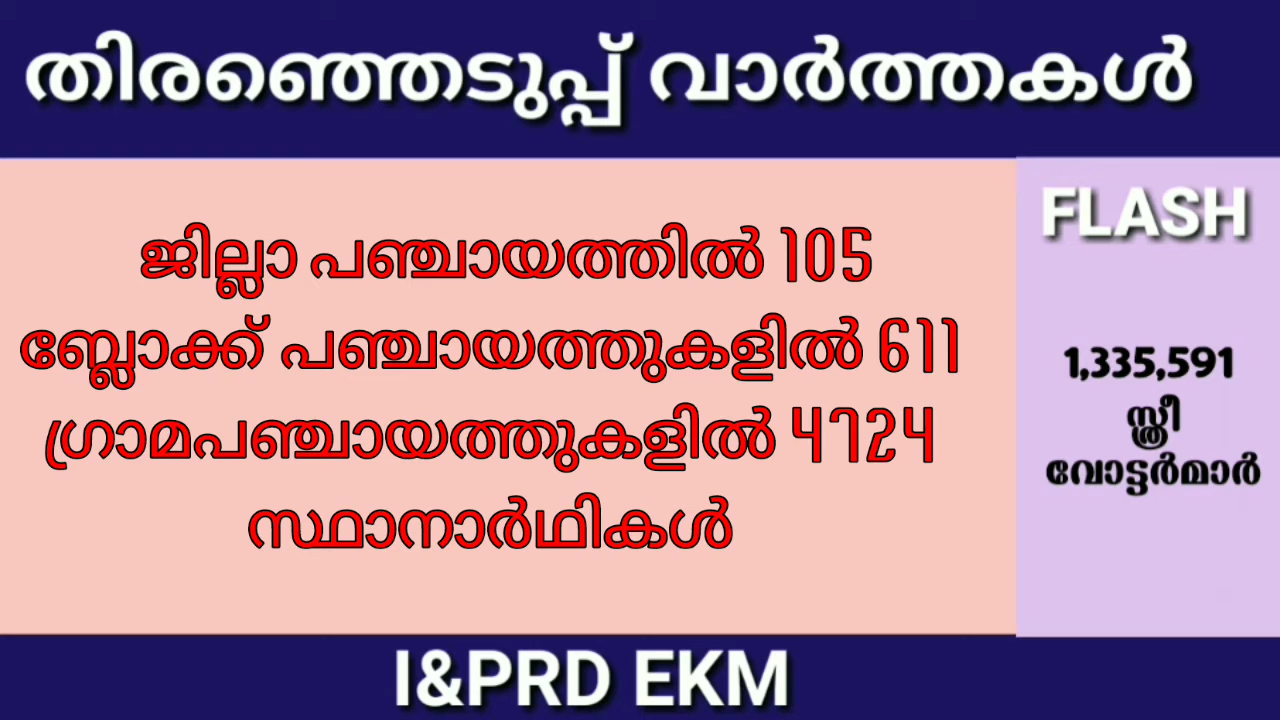 തിരഞ്ഞെടുപ്പ് വാർത്തകൾ
ജില്ലാ പഞ്ചായത്തിൽ 105
ബ്ലോക്ക് പഞ്ചായത്തുകളിൽ 611
ഗ്രാമപഞ്ചായത്തുകളിൽ 4724
സ്ഥാനാർഥികൾ
FLASH
1,335,591
സ്ത്രീ
വോട്ടർമാർ
I&PRD EKM